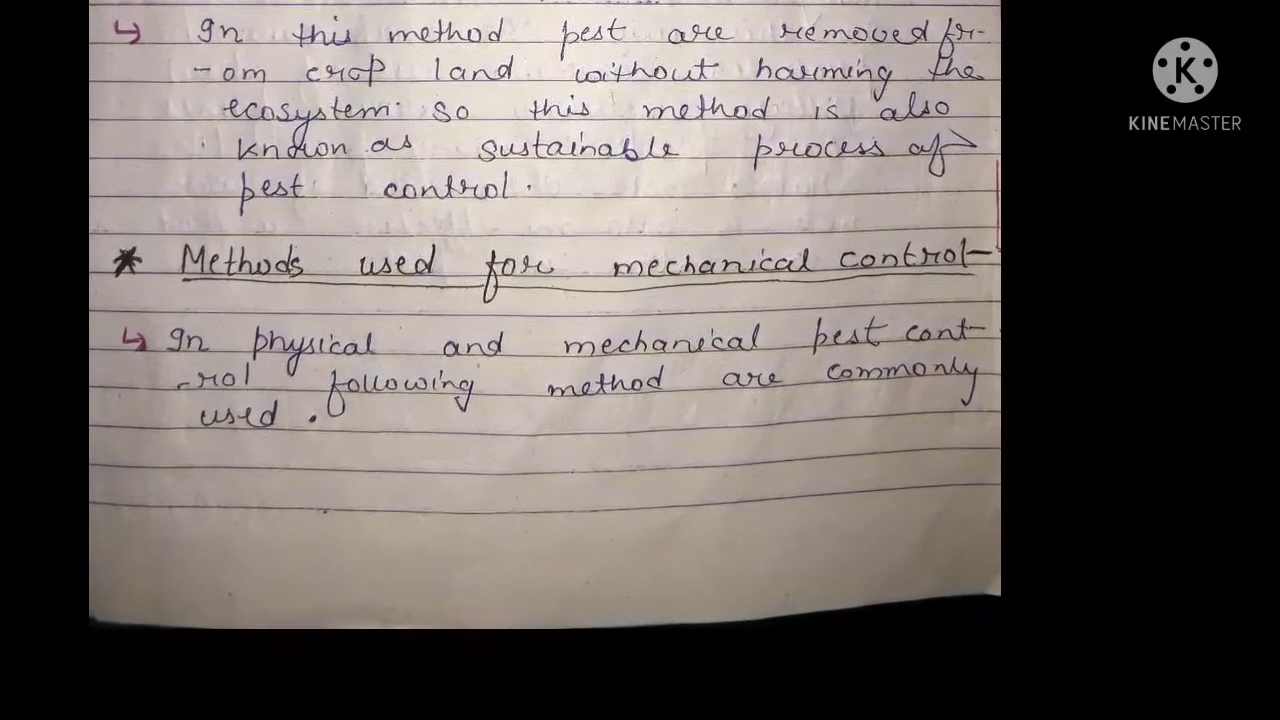 ↳ In this method pest are removed fr-
-om crop land without harming the
ecosystem. so this method is also
known as sustainable process of
pest control.
* Methods used for mechanical control-
↳ In physical and mechanical pest cont-
-rol following method are commonly
used.
K
KINEMASTER